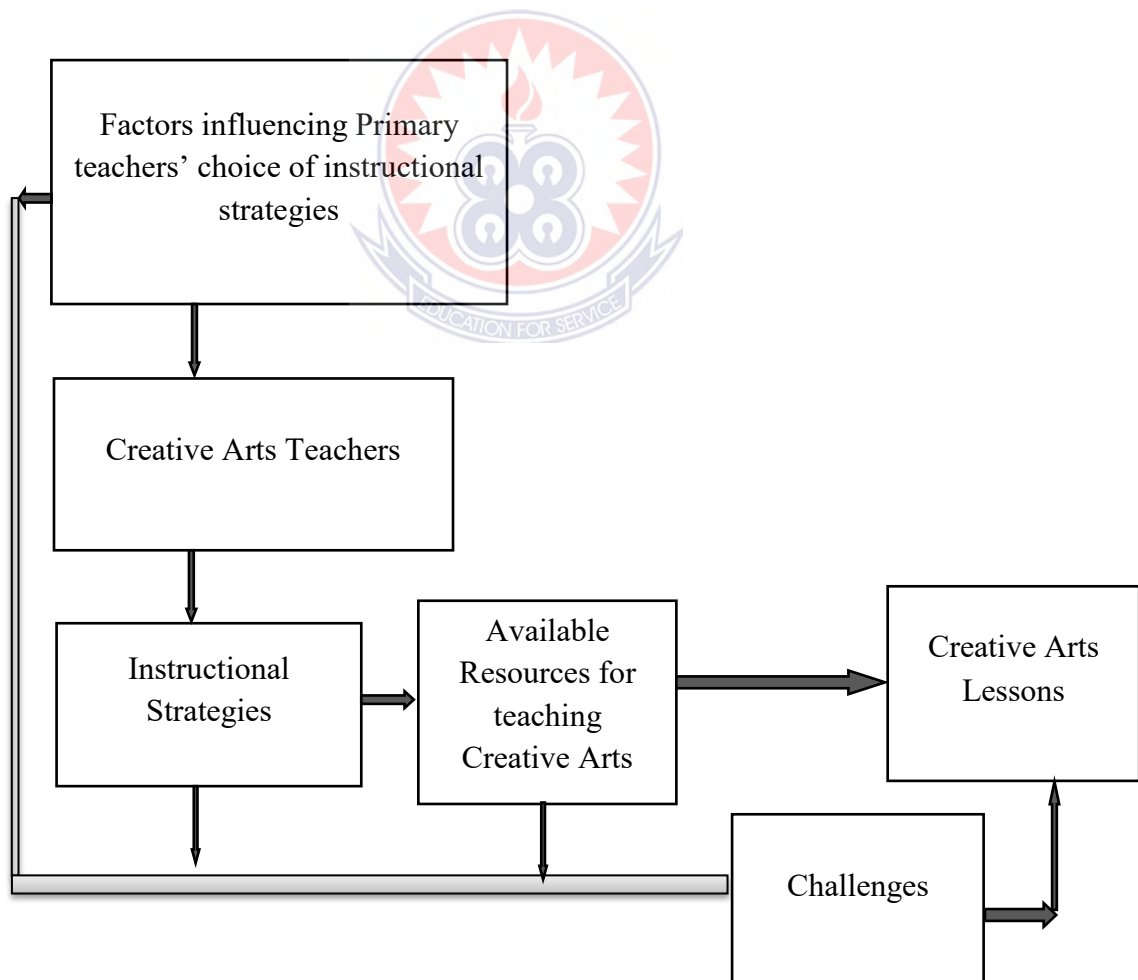 Factors influencing Primary
teachers’ choice of instructional
strategies
EDUCATION FOR SERVICE
Creative Arts Teachers
Instructional
Strategies
Available
Resources for
teaching
Creative Arts
Creative Arts
Lessons
Challenges